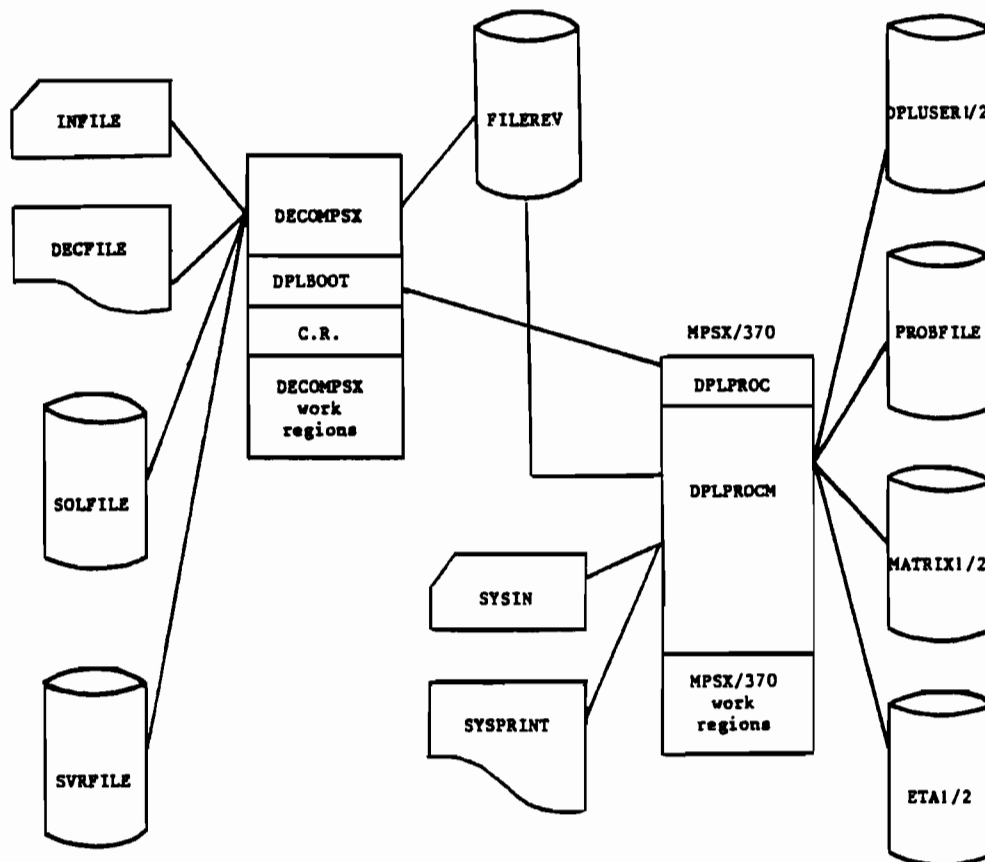 INFILE
DECFILE
SOLFILE
SVRFILE
DECOMPSX
DPLBOOT
C.R.
DECOMPSX
work
regions
FILEREV
MPSX/370
DPLPROC
DPLPROCM
MPSX/370
work
regions
SYSIN
SYSPRINT
DPLUSER1/2
PROBFILE
MATRIX1/2
ETA1/2